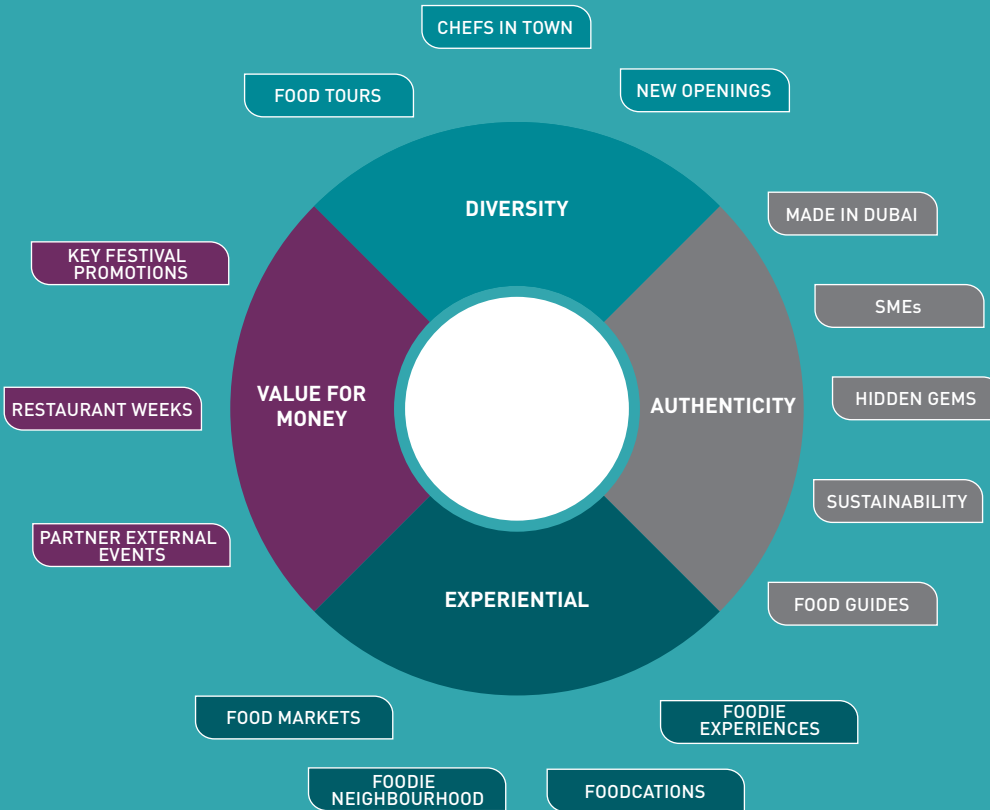 CHEFS IN TOWN
FOOD TOURS
NEW OPENINGS
DIVERSITY
MADE IN DUBAI
KEY FESTIVAL
PROMOTIONS
SMEs
VALUE FOR
MONEY
AUTHENTICITY
HIDDEN GEMS
RESTAURANT WEEKS
SUSTAINABILITY
PARTNER EXTERNAL
EVENTS
EXPERIENTIAL
FOOD GUIDES
FOOD MARKETS
FOODIE
EXPERIENCES
FOODIE
NEIGHBOURHOOD
FOODCATIONS